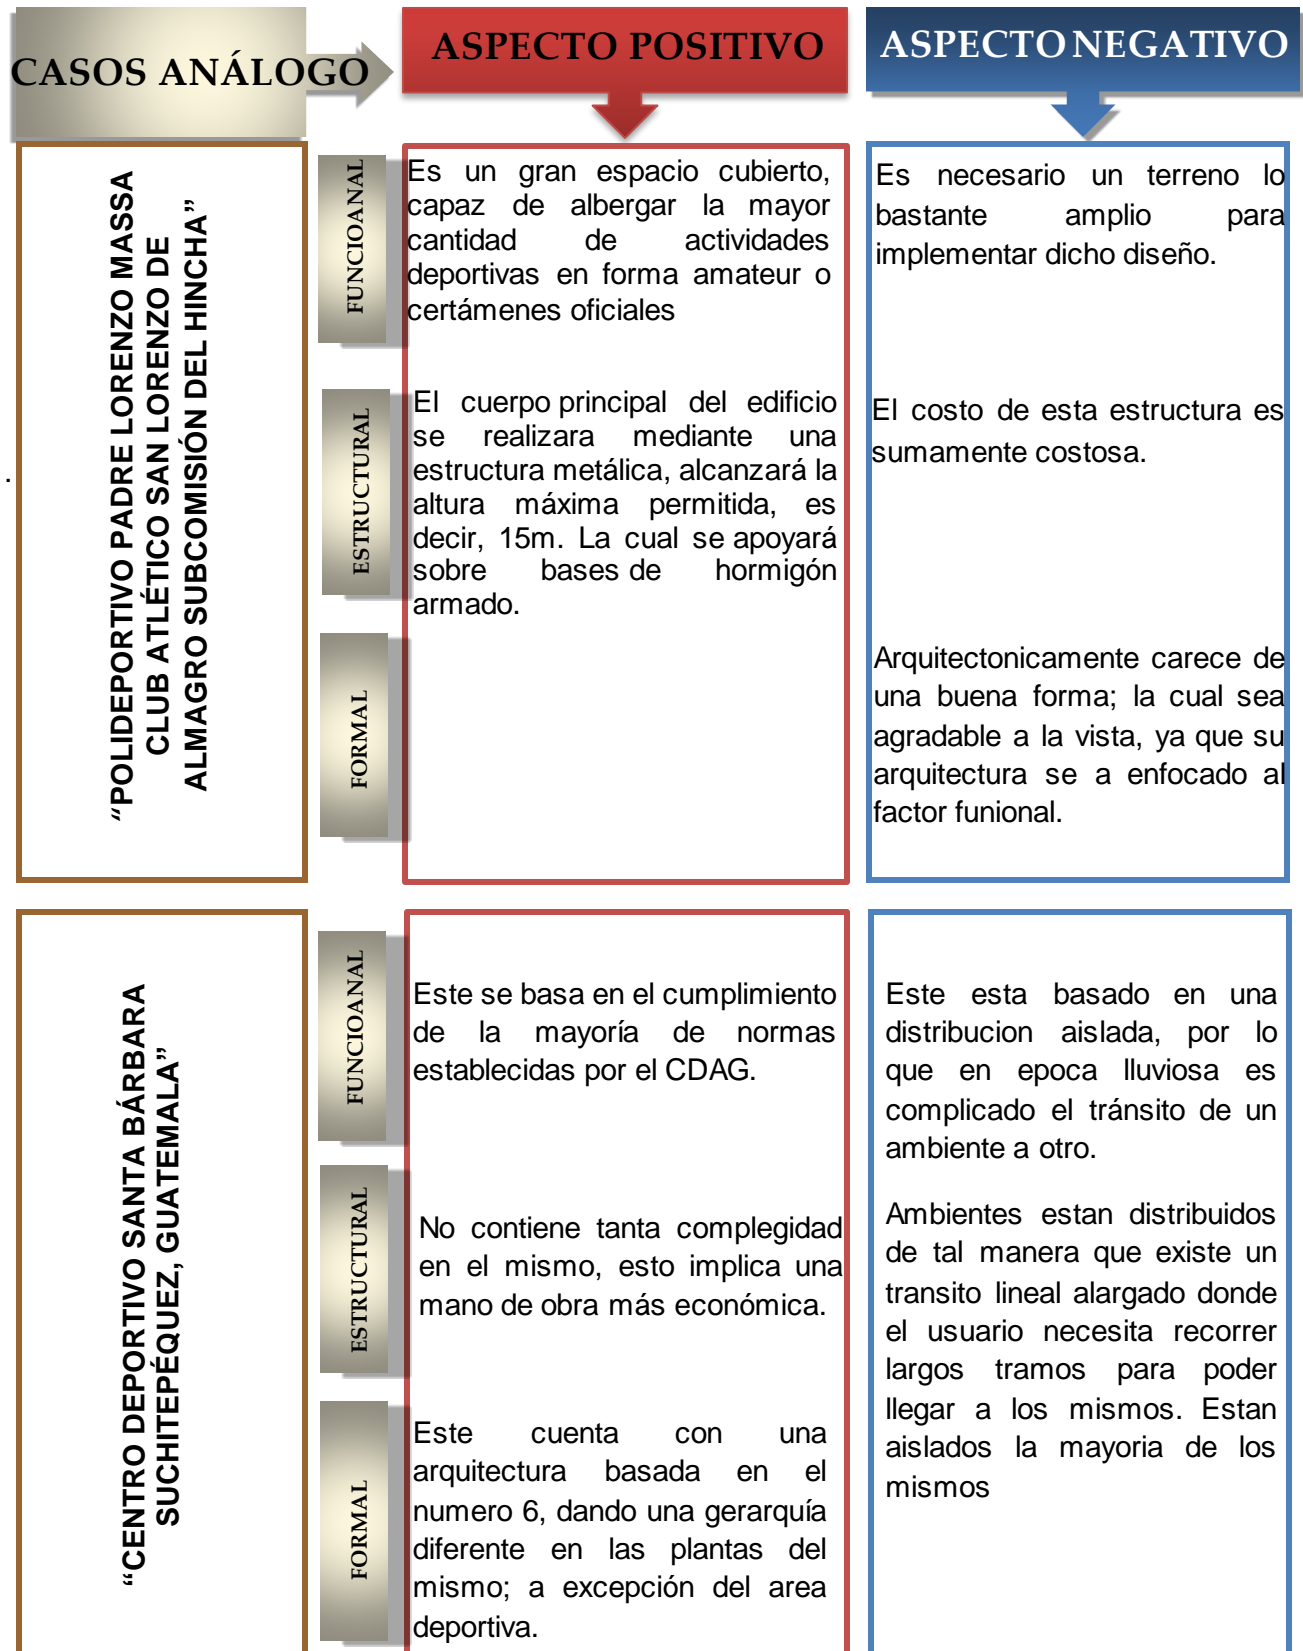 CASOS ANÁLOGO
ASPECTO POSITIVO
ASPECTO NEGATIVO
“POLIDEPORTIVO PADRE LORENZO MASSA
CLUB ATLÉTICO SAN LORENZO DE
ALMAGRO SUBCOMISIÓN DEL HINCHA”
FUNCIOANAL
Es un gran espacio cubierto,
capaz de albergar la mayor
cantidad de actividades
deportivas en forma amateur o
certámenes oficiales
Es necesario un terreno lo
bastante amplio para
implementar dicho diseño.
ESTRUCTURAL
El cuerpo principal del edificio
se realizara mediante una
estructura metálica, alcanzará la
altura máxima permitida, es
decir, 15m. La cual se apoyará
sobre bases de hormigón
armado.
El costo de esta estructura es
sumamente costosa.
.
FORMAL
Arquitectonicamente carece de
una buena forma; la cual sea
agradable a la vista, ya que su
arquitectura se a enfocado al
factor funional.
“CENTRO DEPORTIVO SANTA BÁRBARA
SUCHITEPÉQUEZ, GUATEMALA”
FUNCIOANAL
Este se basa en el cumplimiento
de la mayoría de normas
establecidas por el CDAG.
Este esta basado en una
distribucion aislada, por lo
que en epoca lluviosa es
complicado el tránsito de un
ambiente a otro.
ESTRUCTURAL
No contiene tanta complegidad
en el mismo, esto implica una
mano de obra más económica.
Ambientes estan distribuidos
de tal manera que existe un
transito lineal alargado donde
el usuario necesita recorrer
largos tramos para poder
llegar a los mismos. Estan
aislados la mayoria de los
mismos
FORMAL
Este cuenta con una
arquitectura basada en el
numero 6, dando una gerarquía
diferente en las plantas del
mismo; a excepción del area
deportiva.